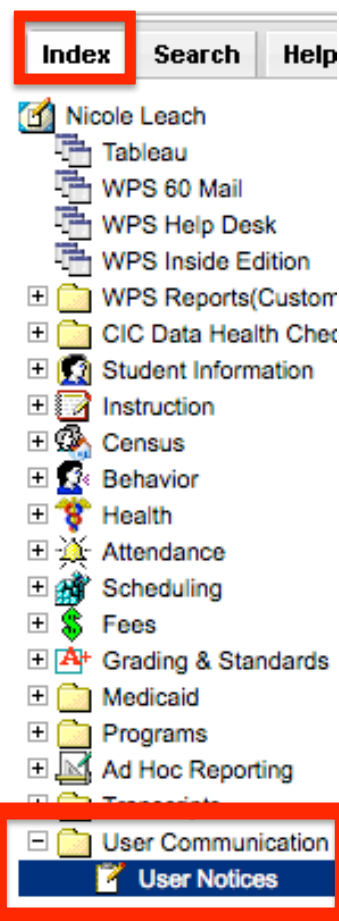 Index Search Help
Nicole Leach
Tableau
WPS 60 Mail
WPS Help Desk
WPS Inside Edition
WPS Reports(Custom
CIC Data Health Chec
Student Information
Instruction
Census
Behavior
Health
Attendance
Scheduling
Fees
Grading & Standards
Medicaid
Programs
Ad Hoc Reporting
Transcripts
User Communication
User Notices